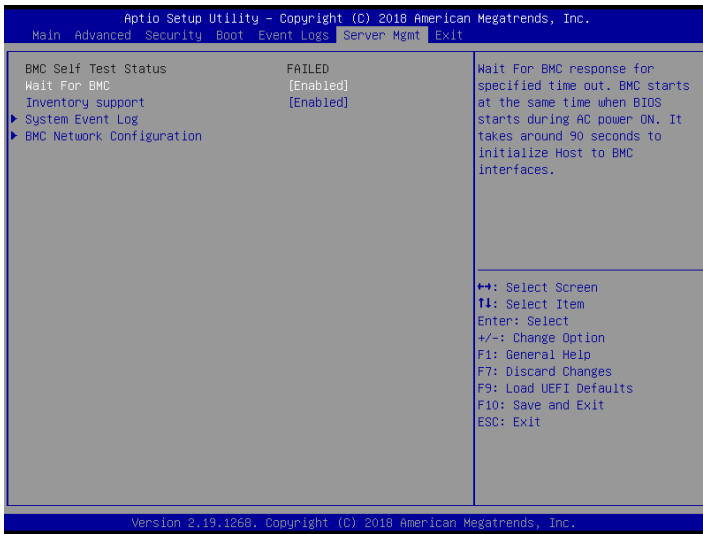 Aptio Setup Utility – Copyright (C) 2018 American Megatrends, Inc.
Main Advanced Security Boot Event Logs Server Mgmt Exit
BMC Self Test Status FAILED
Wait For BMC [Enabled]
Inventory support [Enabled]
▶ System Event Log
▶ BMC Network Configuration
Wait For BMC response for
specified time out. BMC starts
at the same time when BIOS
starts during AC power ON. It
takes around 90 seconds to
initialize Host to BMC
interfaces.
↔: Select Screen
↑↓: Select Item
Enter: Select
+/-: Change Option
F1: General Help
F7: Discard Changes
F9: Load UEFI Defaults
F10: Save and Exit
ESC: Exit
Version 2.19.1268. Copyright (C) 2018 American Megatrends, Inc.